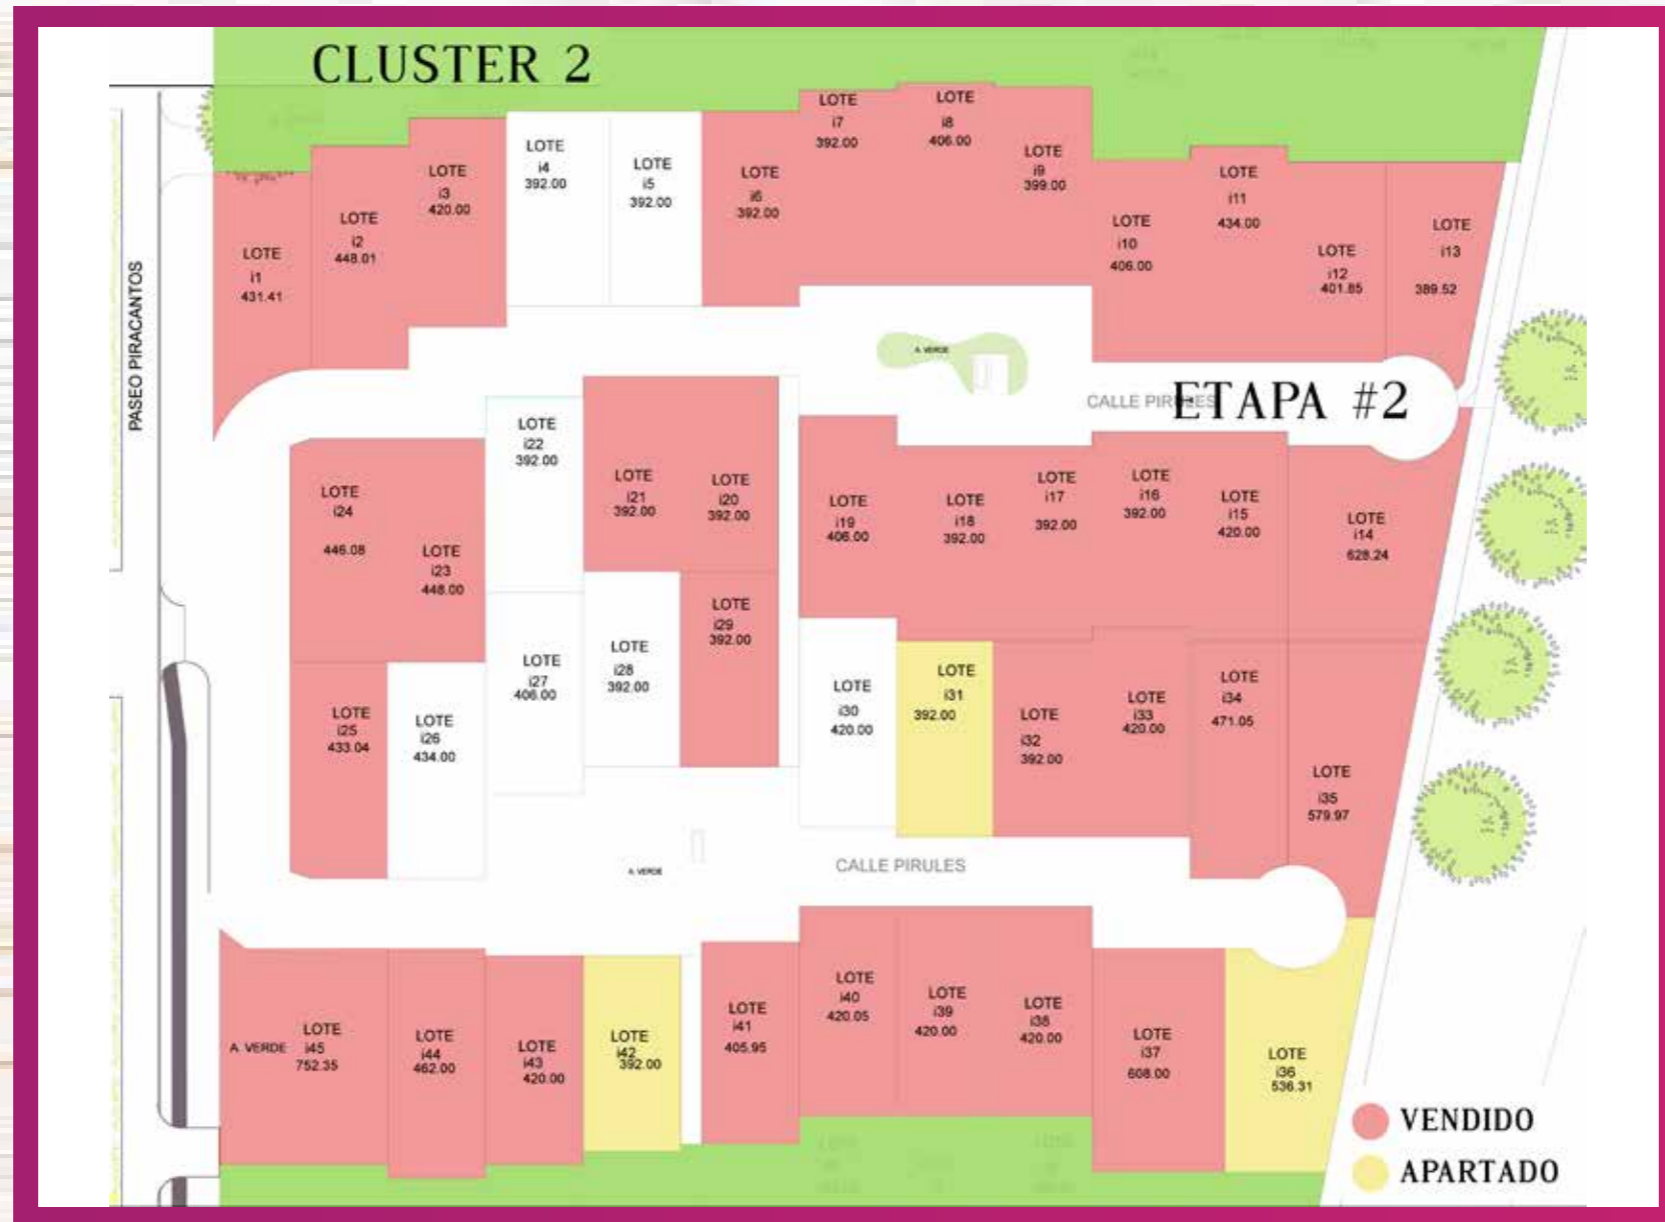 CLUSTER 2
LOTE
i1
431.41
LOTE
i2
448.01
LOTE
i3
420.00
LOTE
i4
392.00
LOTE
i5
392.00
LOTE
i6
392.00
LOTE
i7
392.00
LOTE
i8
406.00
LOTE
i9
399.00
LOTE
i10
406.00
LOTE
i11
434.00
LOTE
i12
401.85
LOTE
i13
389.52
PASEO PIRACANTOS
A. VERDE
CALLE PIRULES
ETAPA #2
LOTE
i24
446.08
LOTE
i23
448.00
LOTE
i22
392.00
LOTE
i21
392.00
LOTE
i20
392.00
LOTE
i19
406.00
LOTE
i18
392.00
LOTE
i17
392.00
LOTE
i16
392.00
LOTE
i15
420.00
LOTE
i14
628.24
LOTE
i25
433.04
LOTE
i26
434.00
LOTE
i27
406.00
LOTE
i28
392.00
LOTE
i29
392.00
LOTE
i30
420.00
LOTE
i31
392.00
LOTE
i32
392.00
LOTE
i33
420.00
LOTE
i34
471.05
LOTE
i35
579.97
A. VERDE
CALLE PIRULES
A. VERDE
LOTE
i45
752.35
LOTE
i44
462.00
LOTE
i43
420.00
LOTE
i42
392.00
LOTE
i41
405.95
LOTE
i40
420.05
LOTE
i39
420.00
LOTE
i38
420.00
LOTE
i37
608.00
LOTE
i36
536.31
VENDIDO
APARTADO